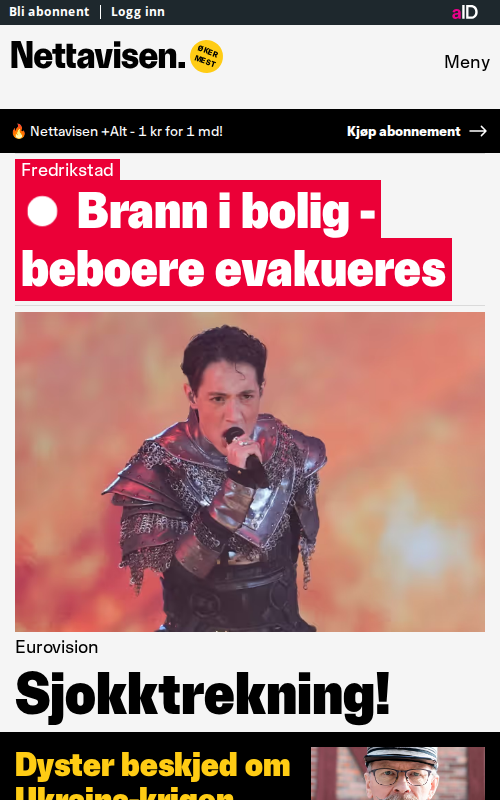 Bli abonnent
Logg inn
aID
Nettavisen.
ØKER
MEST
Meny
🔥 Nettavisen +Alt - 1 kr for 1 md!
Kjøp abonnement →
Fredrikstad
Brann i bolig -
beboere evakueres
Eurovision
Sjokktrekning!
Dyster beskjed om
Ukraina-krigen